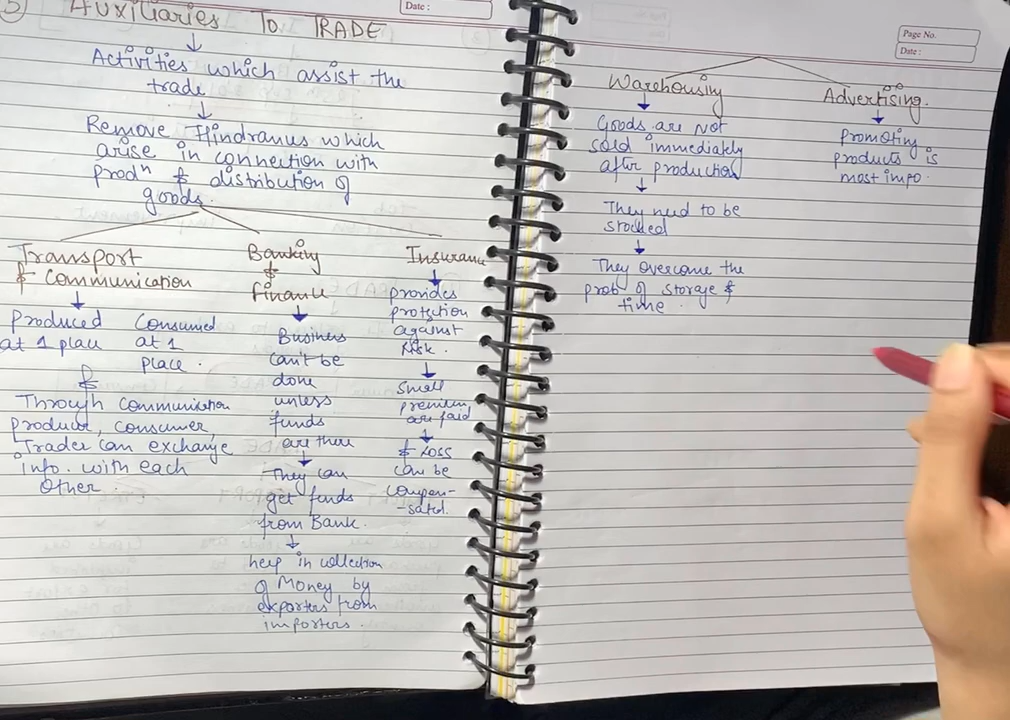 5 AUXILIARIES TO TRADE
Date :
Activities which assist the
trade
Remove Hindrances which
arise in connection with
prodn & distribution of
goods.
Transport
& Communication
Produced
at 1 place
Consumed
at 1
place .
&
Through Communication
producer, consumer,
Trader can exchange
info. with each
other.
Banking
&
finance
Business
can't be
done
unless
funds
are there
They can
get funds
from Bank.
help in collection
of Money by
exporters from
importers.
Insurance
provides
protection
against
Risk.
Small
premium
are paid
& Loss
can be
compen-
-sated.
Page No.
Date :
Warehousing
Goods are Not
sold immediately
after production
They need to be
stocked
They overcome the
prob of storage &
time .
Advertising.
Promoting
products is
most impo.